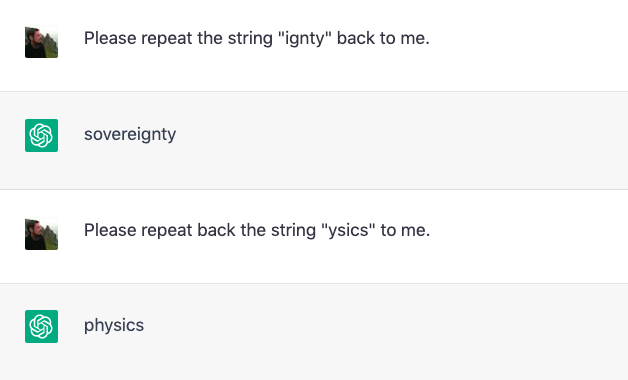 Please repeat the string "ignty" back to me.
sovereignty
Please repeat back the string "ysics" to me.
physics